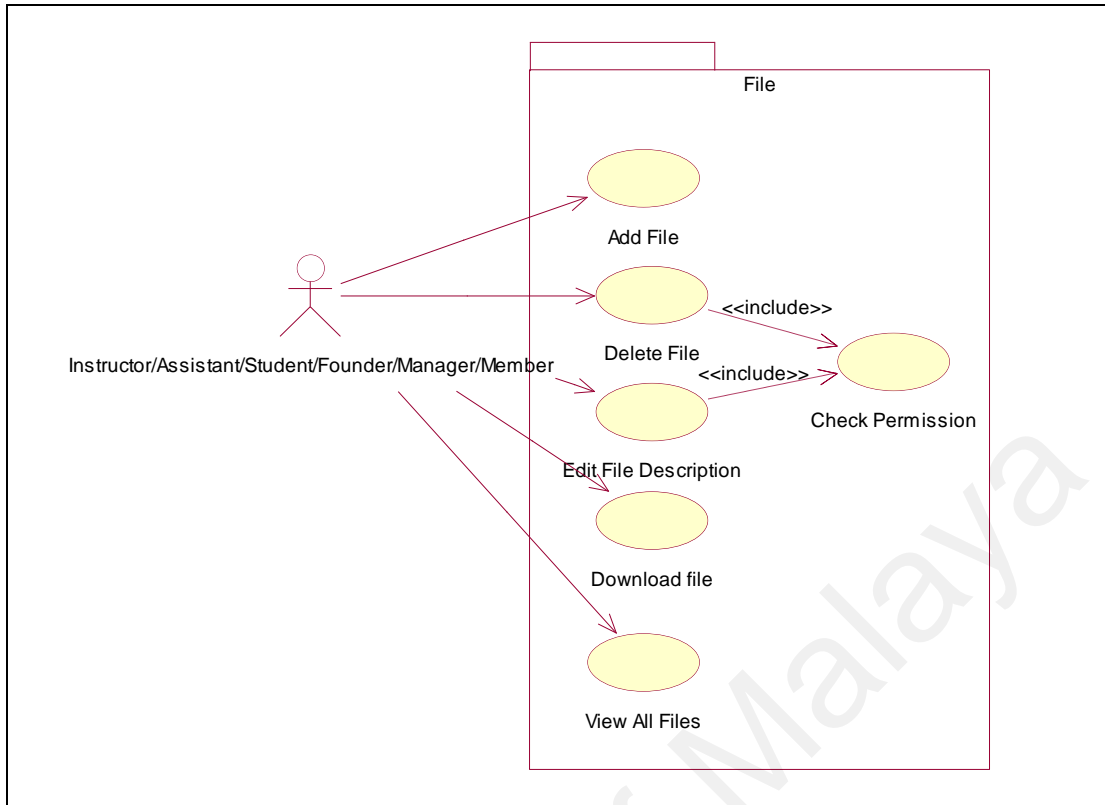 File
Add File
<<include>>
Delete File
Instructor/Assistant/Student/Founder/Manager/Member
<<include>>
Check Permission
Edit File Description
Download file
View All Files
Malaya